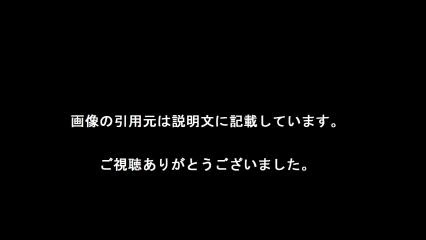 画像の引用元は説明文に記載しています。
ご視聴ありがとうございました。